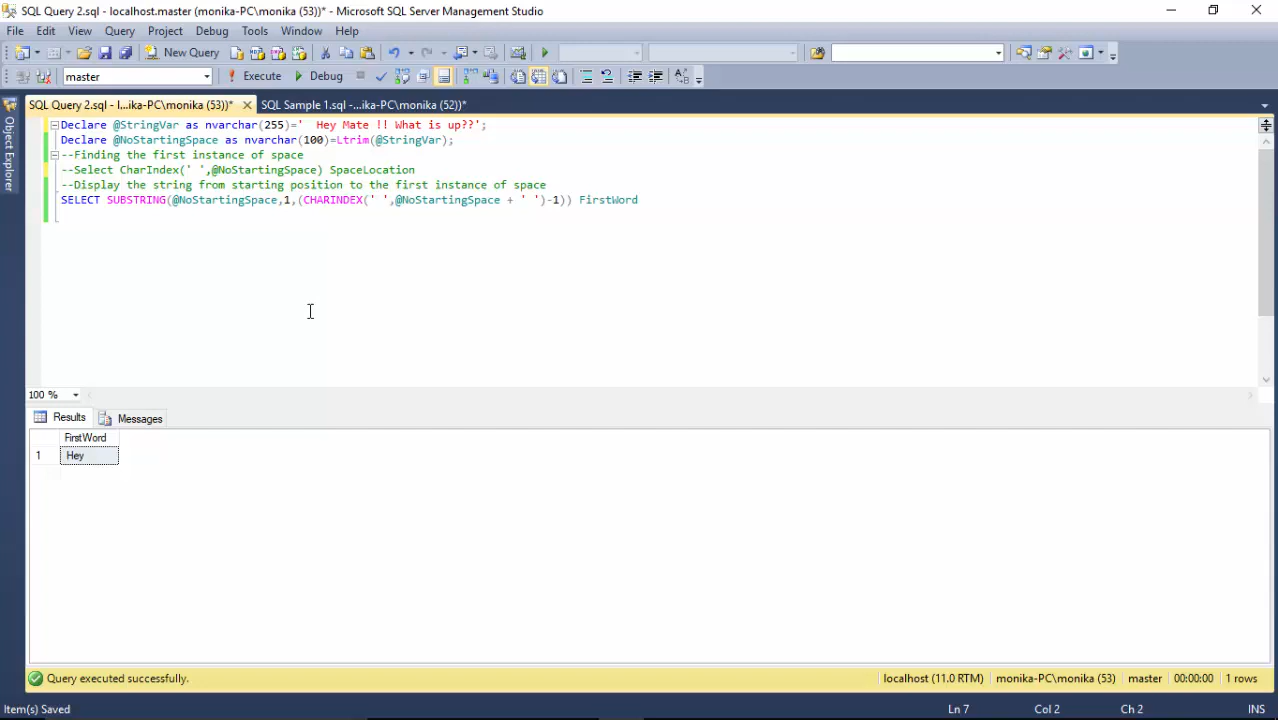 SQL Query 2.sql - localhost.master (monika-PC\monika (53))* - Microsoft SQL Server Management Studio
File Edit View Query Project Debug Tools Window Help
New Query
master Execute Debug
SQL Query 2.sql - l...ika-PC\monika (53))* SQL Sample 1.sql -...ika-PC\monika (52))*
Object Explorer
Declare @StringVar as nvarchar(255)='  Hey Mate !! What is up??';
Declare @NoStartingSpace as nvarchar(100)=Ltrim(@StringVar);
--Finding the first instance of space
--Select CharIndex(' ',@NoStartingSpace) SpaceLocation
--Display the string from starting position to the first instance of space
SELECT SUBSTRING(@NoStartingSpace,1,(CHARINDEX(' ',@NoStartingSpace + ' ')-1)) FirstWord
100 %
Results Messages
FirstWord
1 Hey
Query executed successfully. localhost (11.0 RTM) monika-PC\monika (53) master 00:00:00 1 rows
Item(s) Saved Ln 7 Col 2 Ch 2 INS